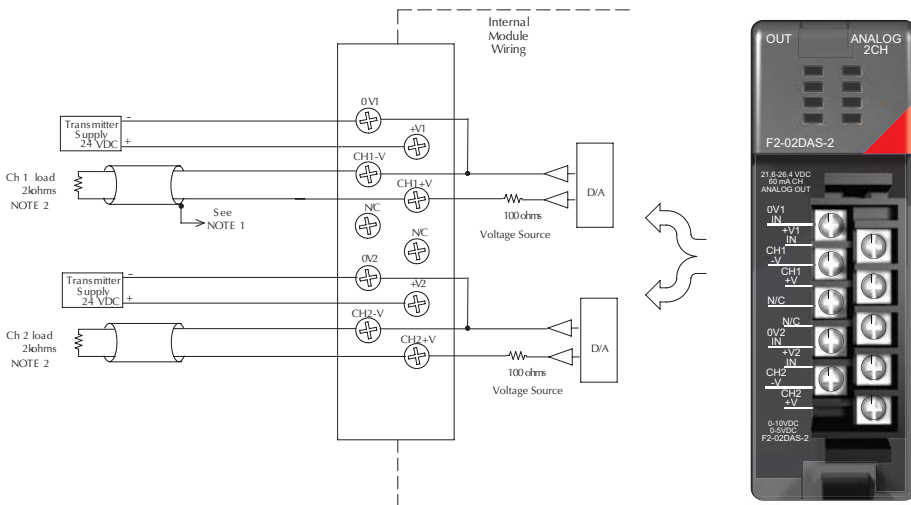 Internal
Module
Wiring
0V1
Transmitter
Supply
24 VDC
-
+
+V1
CH1-V
Ch 1 load
2kohms
NOTE 2
CH1+V
See
NOTE 1
N/C
100 ohms
Voltage Source
D/A
N/C
0V2
Transmitter
Supply
24 VDC
-
+
+V2
CH2-V
Ch 2 load
2kohms
NOTE 2
CH2+V
100 ohms
Voltage Source
D/A
OUT
ANALOG
2CH
F2-02DAS-2
21.6-26.4 VDC
60 mA CH
ANALOG OUT
0V1
IN
+V1
IN
CH1
-V
CH1
+V
N/C
N/C
0V2
IN
+V2
IN
CH2
-V
CH2
+V
0-10VDC
0-5VDC
F2-02DAS-2